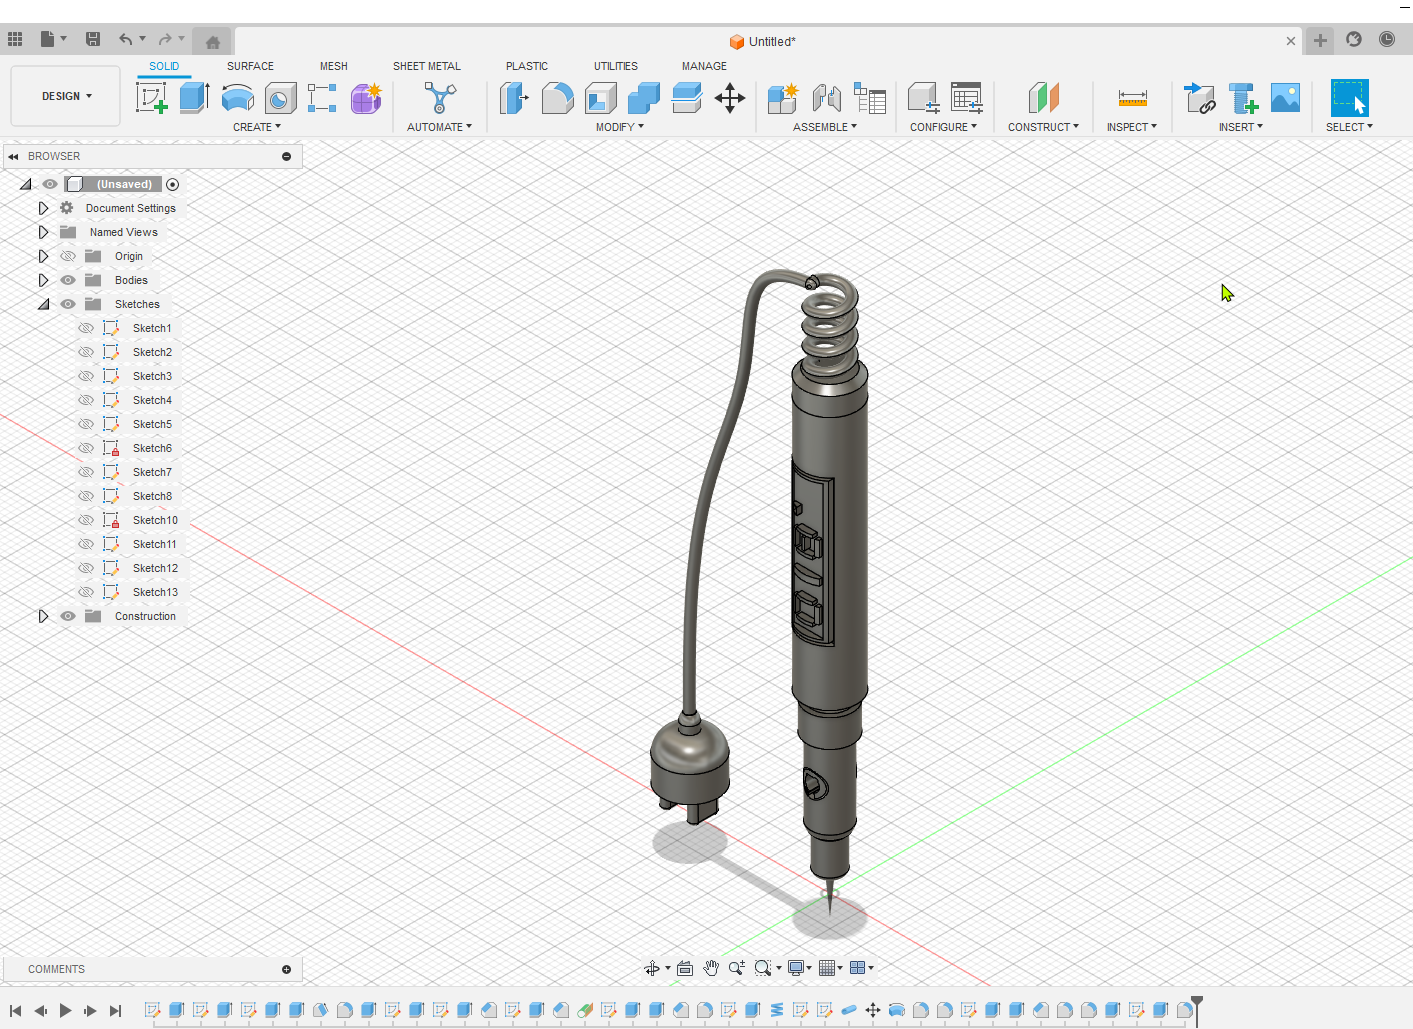 Untitled*
SOLID SURFACE MESH SHEET METAL PLASTIC UTILITIES MANAGE
DESIGN
CREATE AUTOMATE MODIFY ASSEMBLE CONFIGURE CONSTRUCT INSPECT INSERT SELECT
BROWSER
(Unsaved)
Document Settings
Named Views
Origin
Bodies
Sketches
Sketch1
Sketch2
Sketch3
Sketch4
Sketch5
Sketch6
Sketch7
Sketch8
Sketch10
Sketch11
Sketch12
Sketch13
Construction
COMMENTS